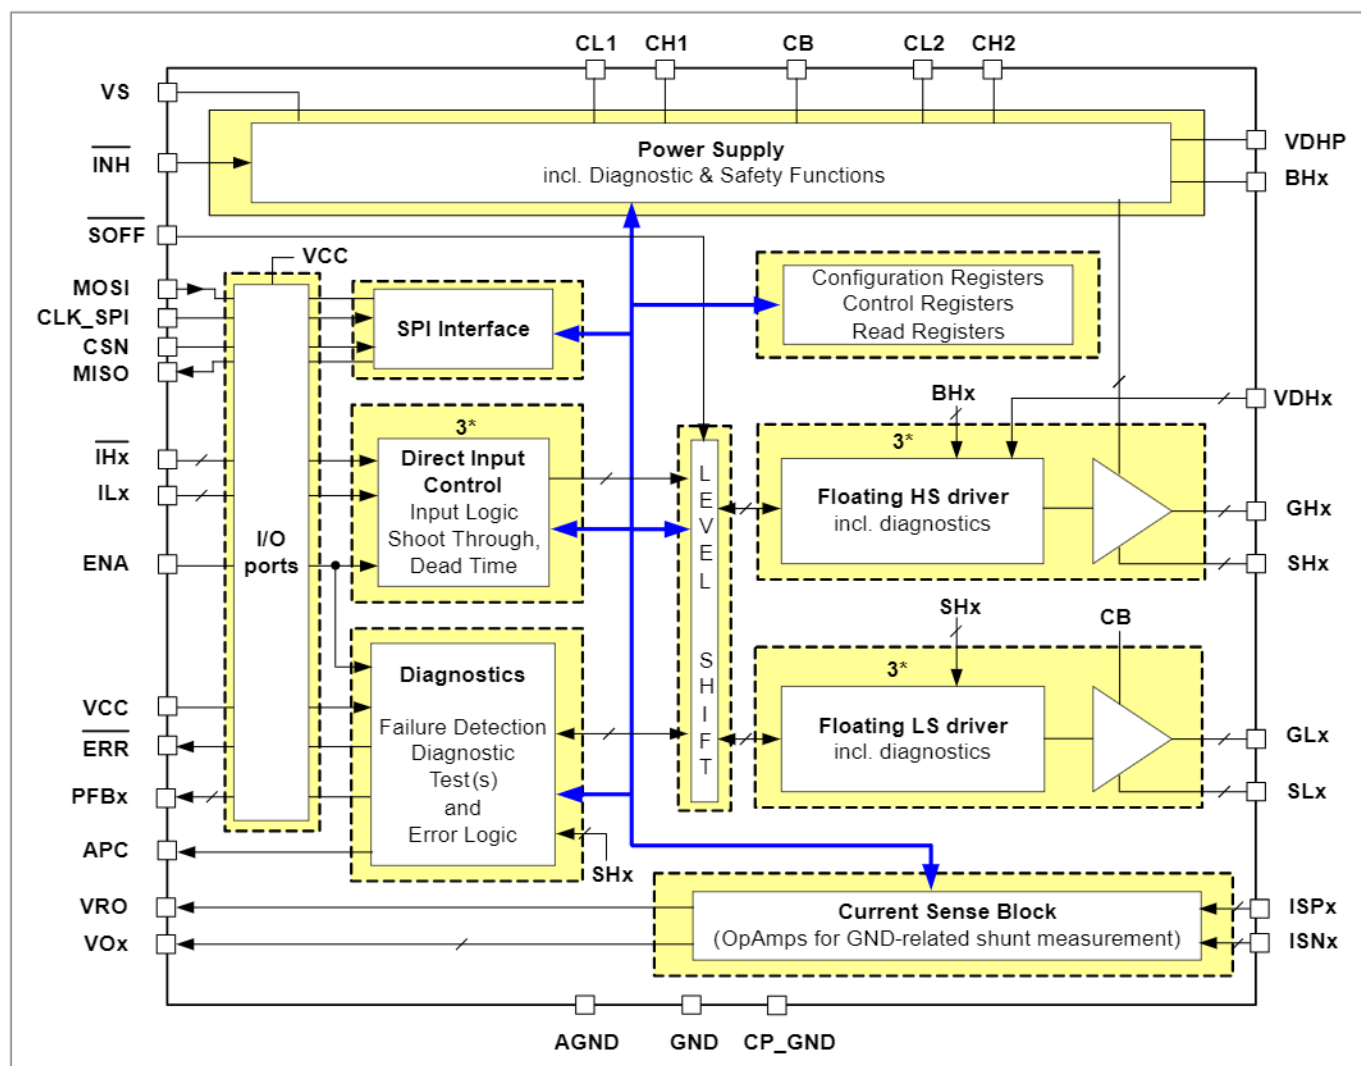 CL1 CH1 CB CL2 CH2
VS
Power Supply
incl. Diagnostic & Safety Functions
VDHP
INH
BHx
SOFF
VCC
MOSI
CLK_SPI
CSN
MISO
SPI Interface
Configuration Registers
Control Registers
Read Registers
BHx
VDHx
IHx
ILx
ENA
I/O
ports
3*
Direct Input
Control
Input Logic
Shoot Through,
Dead Time
LEVEL SHIFT
3*
Floating HS driver
incl. diagnostics
GHx
SHx
SHx
CB
3*
Floating LS driver
incl. diagnostics
GLx
SLx
Diagnostics
Failure Detection
Diagnostic
Test(s)
and
Error Logic
SHx
VCC
ERR
PFBx
APC
VRO
VOx
Current Sense Block
(OpAmps for GND-related shunt measurement)
ISPx
ISNx
AGND GND CP_GND